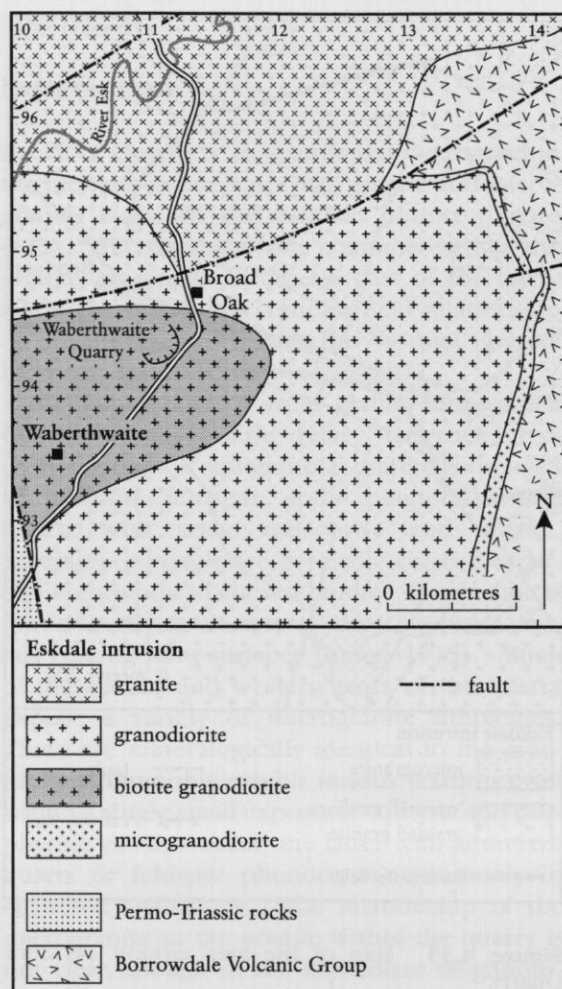 10 11 12 13 14
96
River Esk
95
Broad
Oak
Waberthwaite
Quarry
94
Waberthwaite
93
N
0 kilometres 1
Eskdale intrusion
granite
fault
granodiorite
biotite granodiorite
microgranodiorite
Permo-Triassic rocks
Borrowdale Volcanic Group